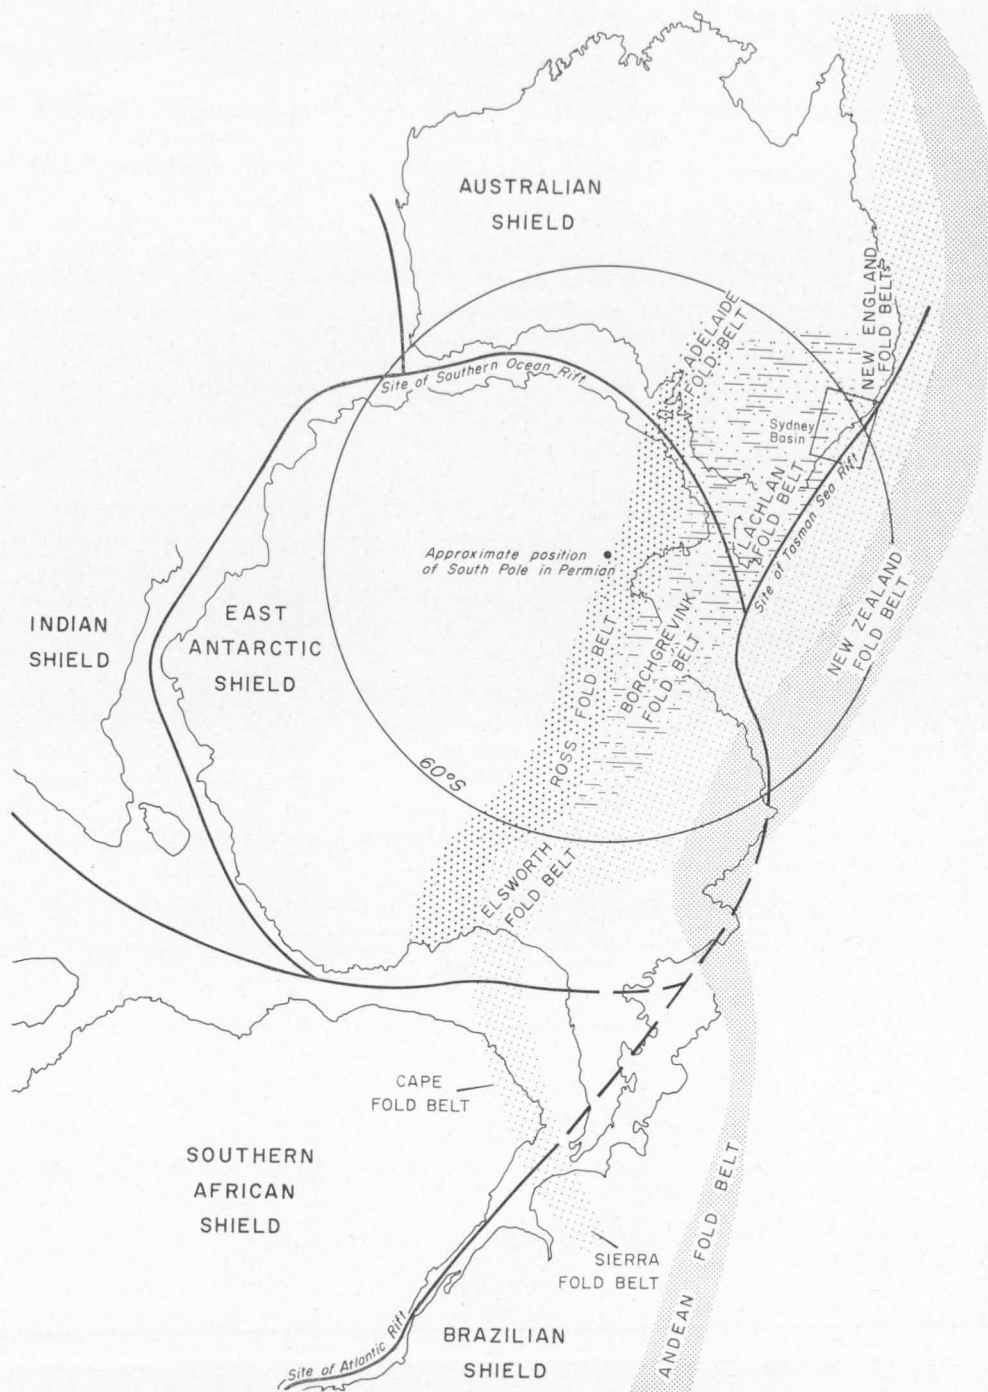 AUSTRALIAN
SHIELD
NEW ENGLAND
FOLD BELTS
ADELAIDE
FOLD BELT
Site of Southern Ocean Rift
Sydney
Basin
LACHLAN
FOLD BELT
Site of Tasman Sea Rift
Approximate position
of South Pole in Permian
NEW ZEALAND
FOLD BELT
INDIAN
SHIELD
EAST
ANTARCTIC
SHIELD
BORCHGREVINK
FOLD BELT
ROSS FOLD BELT
60°S
ELSWORTH
FOLD BELT
CAPE
FOLD BELT
SOUTHERN
AFRICAN
SHIELD
SIERRA
FOLD BELT
ANDEAN FOLD BELT
BRAZILIAN
SHIELD
Site of Atlantic Rift